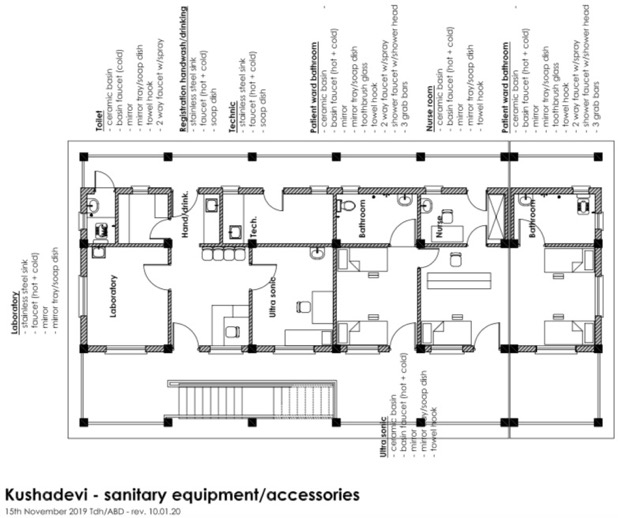 Toilet
- ceramic basin
- basin faucet (cold)
- mirror
- mirror tray/soap dish
- towel hook
- 2 way faucet w/spray
Registration handwash/drinking
- stainless steel sink
- faucet (hot + cold)
- soap dish
Technic
- stainless steel sink
- faucet (hot + cold)
- soap dish
Patient ward bathroom
- ceramic basin
- basin faucet (hot + cold)
- mirror
- mirror tray/soap dish
- toothbrush glass
- towel hook
- 2 way faucet w/spray
- shower faucet w/shower head
- 3 grab bars
Nurse room
- ceramic basin
- basin faucet (hot + cold)
- mirror
- mirror tray/soap dish
- towel hook
Patient ward bathroom
- ceramic basin
- basin faucet (hot + cold)
- mirror
- mirror tray/soap dish
- toothbrush glass
- towel hook
- 2 way faucet w/spray
- shower faucet w/shower head
- 3 grab bars
Laboratory
- stainless steel sink
- faucet (hot + cold)
- mirror
- mirror tray/soap dish
Laboratory
Hand/drink.
Tech.
Ultra sonic
Bathroom
Nurse
Bathroom
Ultra sonic
- ceramic basin
- basin faucet (hot + cold)
- mirror
- mirror tray/soap dish
- towel hook
Kushadevi - sanitary equipment/accessories
15th November 2019 Tdh/ABD - rev. 10.01.20